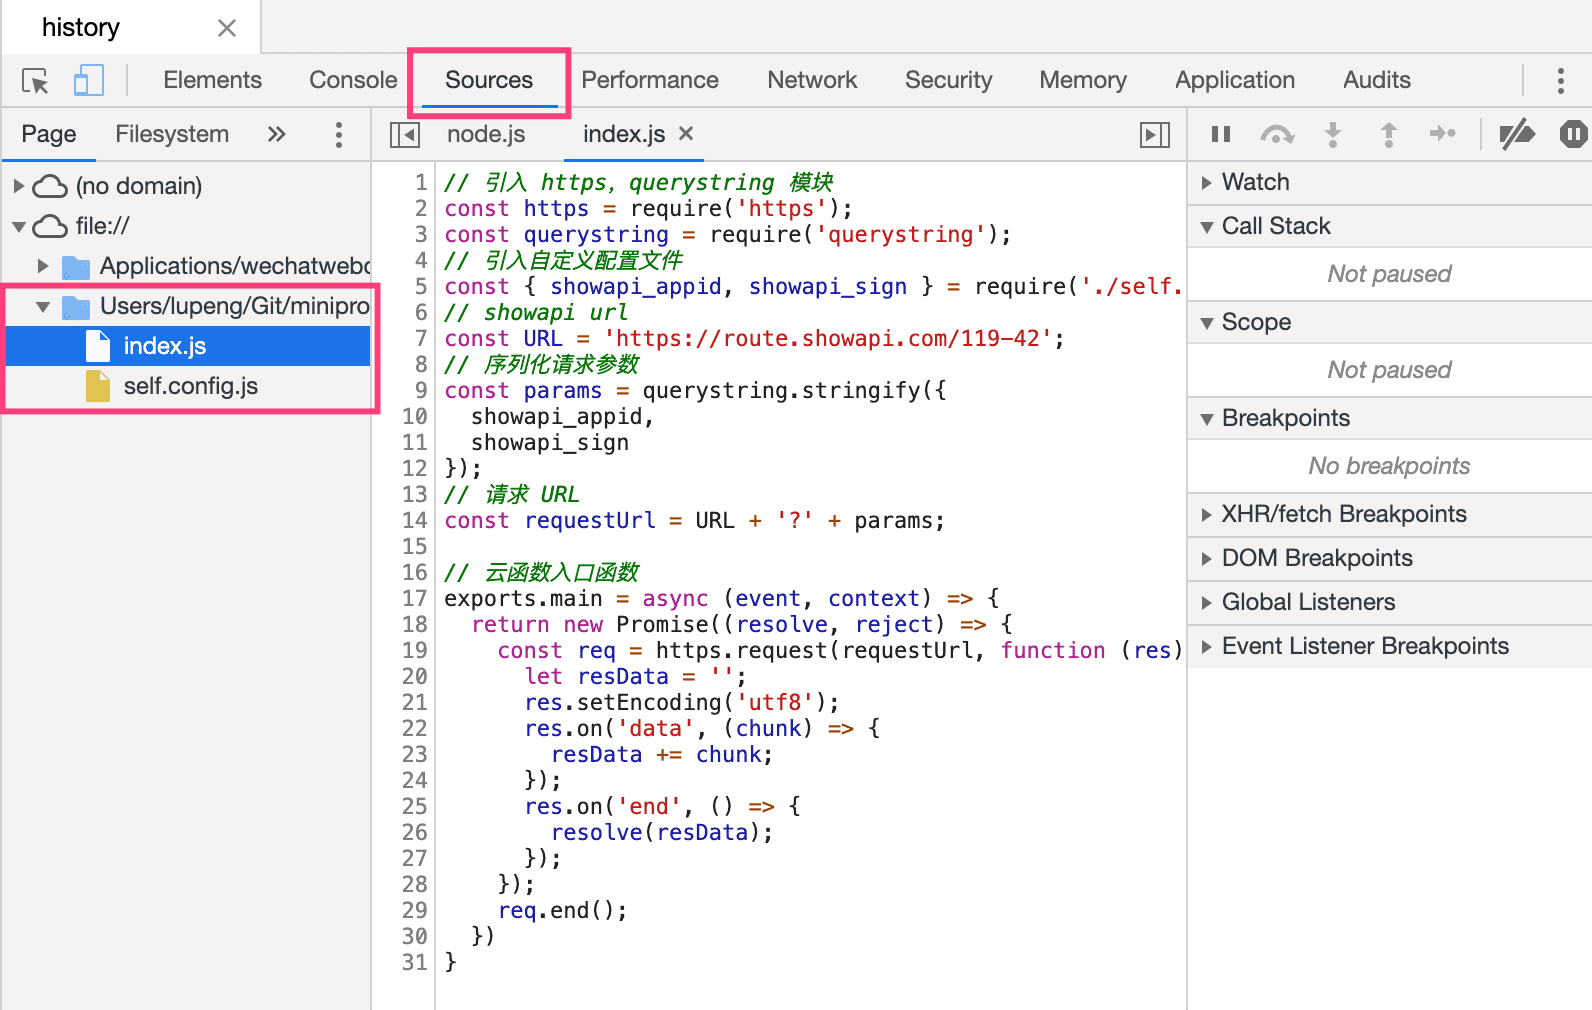 history
Elements Console Sources Performance Network Security Memory Application Audits
Page Filesystem
(no domain)
file://
Applications/wechatwebd
Users/lupeng/Git/minipro
index.js
self.config.js
node.js index.js
1 // 引入 https，querystring 模块
2 const https = require('https');
3 const querystring = require('querystring');
4 // 引入自定义配置文件
5 const { showapi_appid, showapi_sign } = require('./self.
6 // showapi url
7 const URL = 'https://route.showapi.com/119-42';
8 // 序列化请求参数
9 const params = querystring.stringify({
10 showapi_appid,
11 showapi_sign
12 });
13 // 请求 URL
14 const requestUrl = URL + '?' + params;
15
16 // 云函数入口函数
17 exports.main = async (event, context) => {
18 return new Promise((resolve, reject) => {
19 const req = https.request(requestUrl, function (res)
20 let resData = '';
21 res.setEncoding('utf8');
22 res.on('data', (chunk) => {
23 resData += chunk;
24 });
25 res.on('end', () => {
26 resolve(resData);
27 });
28 });
29 req.end();
30 })
31 }
Watch
Call Stack
Not paused
Scope
Not paused
Breakpoints
No breakpoints
XHR/fetch Breakpoints
DOM Breakpoints
Global Listeners
Event Listener Breakpoints